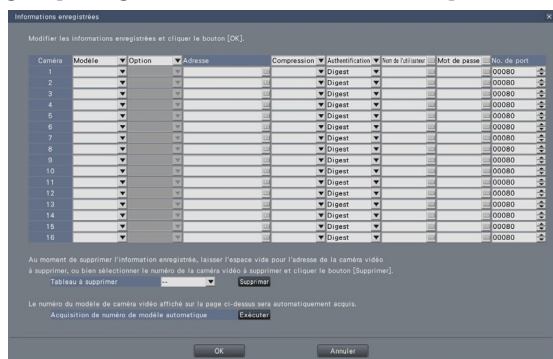 Informations enregistrées
Modifier les informations enregistrées et cliquer le bouton [OK].
Caméra Modèle Option Adresse Compression Authentification Nom de l'utilisateur Mot de passe No. de port
1 Digest 00080
2 Digest 00080
3 Digest 00080
4 Digest 00080
5 Digest 00080
6 Digest 00080
7 Digest 00080
8 Digest 00080
9 Digest 00080
10 Digest 00080
11 Digest 00080
12 Digest 00080
13 Digest 00080
14 Digest 00080
15 Digest 00080
16 Digest 00080
Au moment de supprimer l'information enregistrée, laisser l'espace vide pour l'adresse de la caméra vidéo
à supprimer, ou bien sélectionner le numéro de la caméra vidéo à supprimer et cliquer le bouton [Supprimer].
Tableau à supprimer -- Supprimer
Le numéro du modèle de caméra vidéo affiché sur la page ci-dessus sera automatiquement acquis.
Acquisition de numéro de modèle automatique Exécuter
OK Annuler